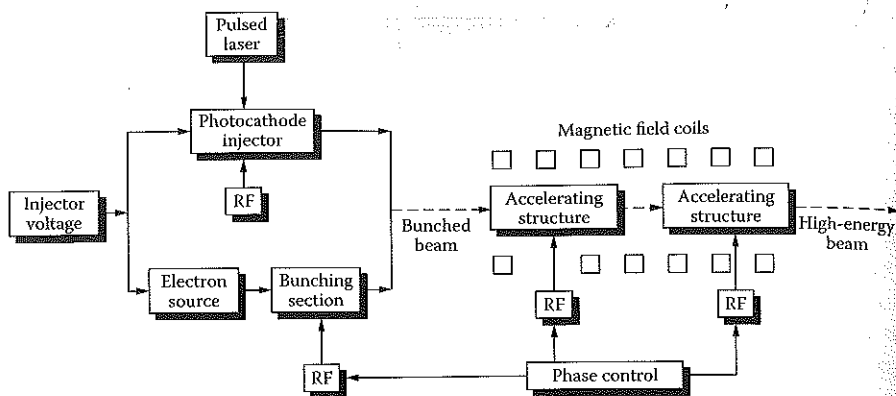 Pulsed
laser
Photocathode
injector
Magnetic field coils
RF
Injector
voltage
Accelerating
structure
Accelerating
structure
Bunched
beam
High-energy
beam
Electron
source
Bunching
section
RF
RF
RF
Phase control